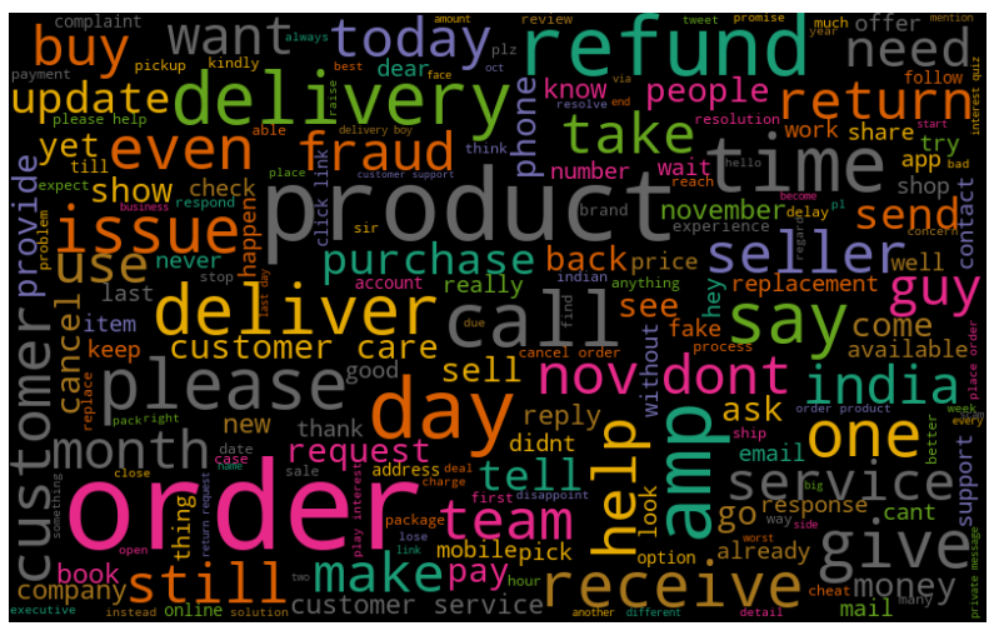 complaint
want
always
today
plz
refund
amount
review
tweet
promise
much
year
offer
mention
buy
pickup
kindly
best
dear
face
oct
need
payment
update
delivery
raise
phone
know
via
people
return
follow
interest quiz
please help
able
delivery boy
resolve
end
take
resolution
work
share
start
try
yet
even
fraud
think
till
place
click link
customer support
number
wait
time
hello
app
bad
provide
expect
show
check
happen
product
reach
become
pl
shop
business
respond
sir
brand
november
delay
send
contact
problem
issue
experience
regard
concern
never
purchase
back
price
seller
well
use
stop
last day
indian
anything
replacement
last
account
really
see
hey
guy
customer
cancel
item
deliver
call
due
find
fake
say
come
keep
customer care
cancel order
without
process
available
place order
replace
please
good
sell
nov
dont
india
pack
right
day
reply
order product
week
every
new
thank
ask
one
better
month
request
didnt
help
amp
ship
email
date
case
name
sale
address
deal
charge
tell
look
service
big
support
something
close
order
first
disappoint
go
response
cant
thing
return request
play interest
package
team
way
side
open
lose
link
mobile
pick
option
already
worst
give
private message
book
company
still
two
make
pay
hour
receive
cheat
money
many
executive
instead
online
solution
customer service
another
different
detail
mail